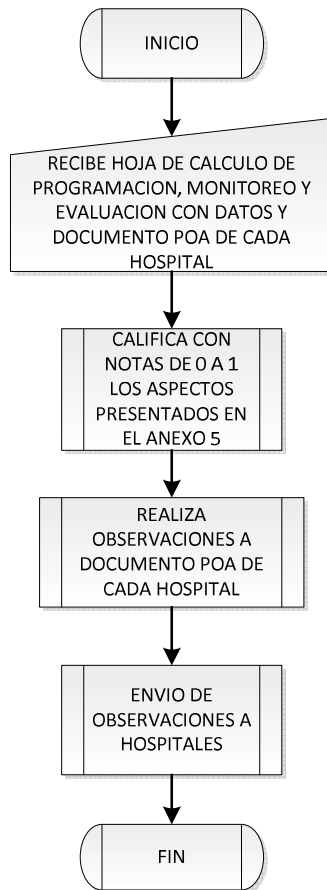 INICIO
RECIBE HOJA DE CALCULO DE
PROGRAMACION, MONITOREO Y
EVALUACION CON DATOS Y
DOCUMENTO POA DE CADA
HOSPITAL
CALIFICA CON
NOTAS DE 0 A 1
LOS ASPECTOS
PRESENTADOS EN
EL ANEXO 5
REALIZA
OBSERVACIONES A
DOCUMENTO POA DE
CADA HOSPITAL
ENVIO DE
OBSERVACIONES A
HOSPITALES
FIN